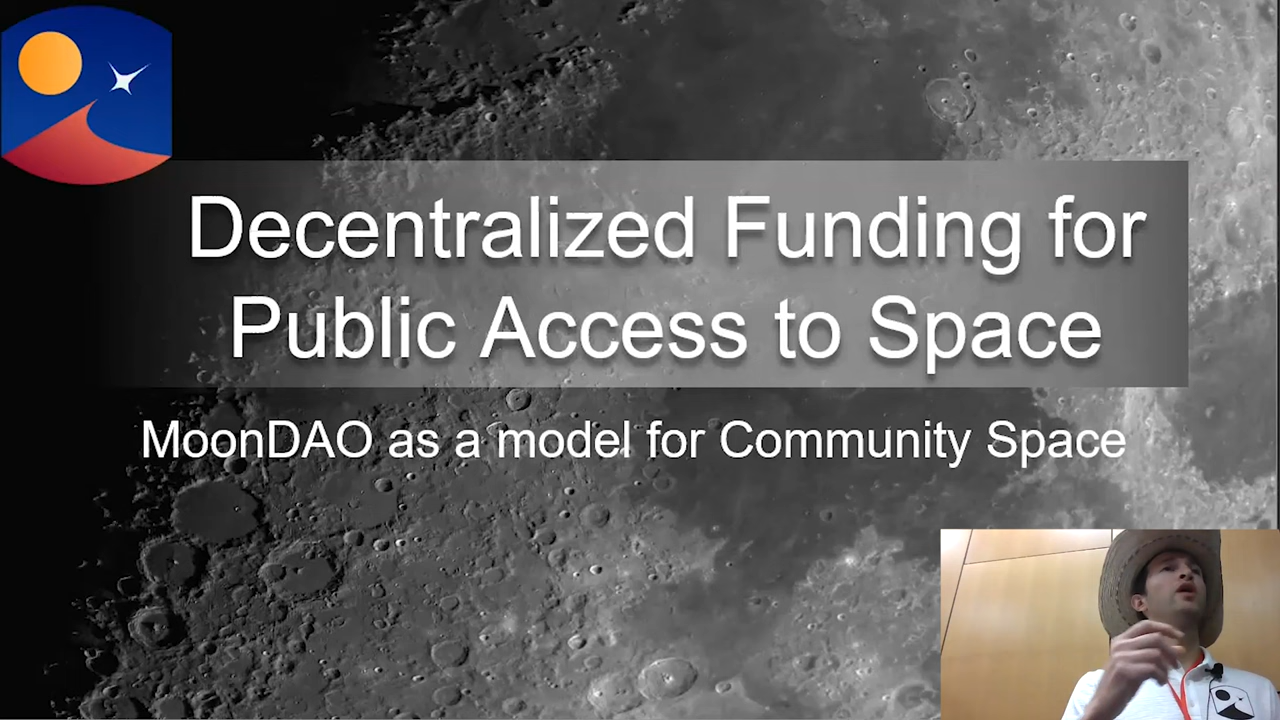 Decentralized Funding for
Public Access to Space
MoonDAO as a model for Community Space